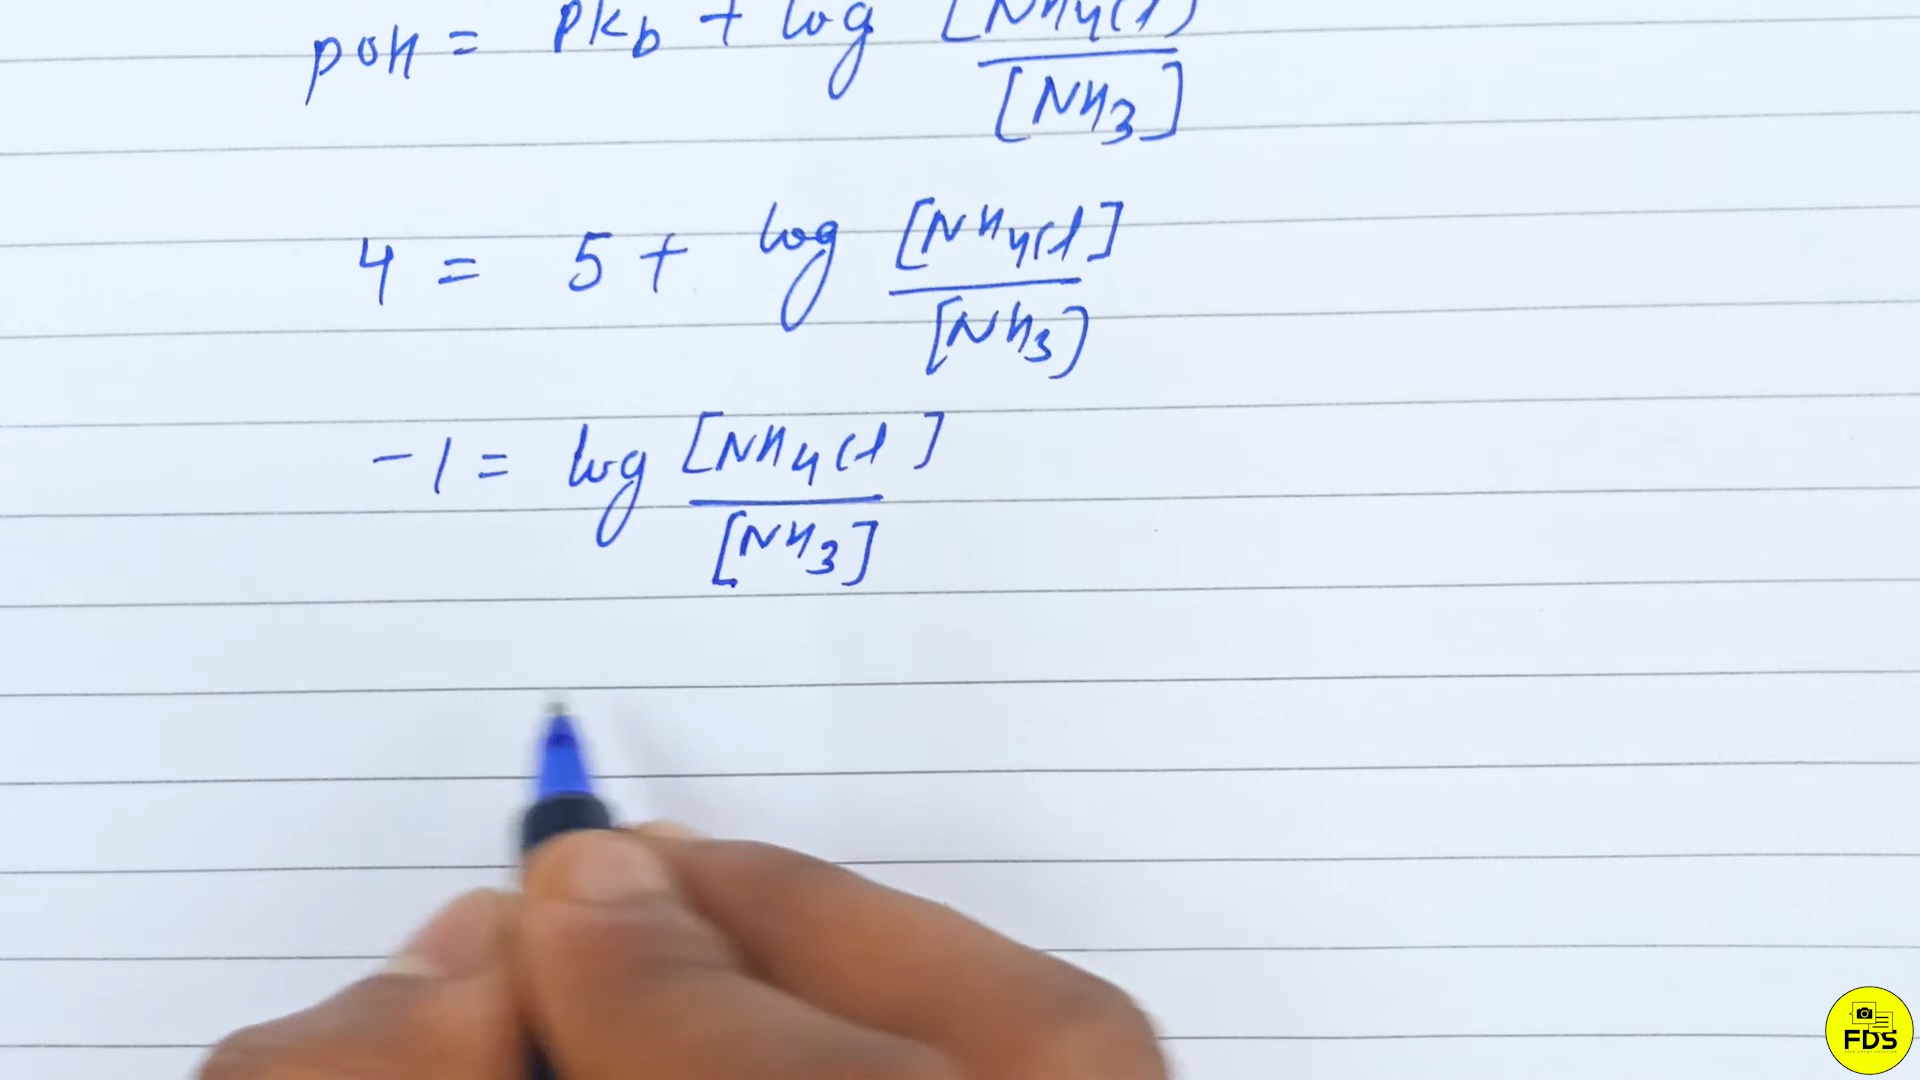 pOH = pKb + log [NH4Cl]
[NH3]
4 = 5 + log [NH4Cl]
[NH3]
-1 = log [NH4Cl]
[NH3]
FDS